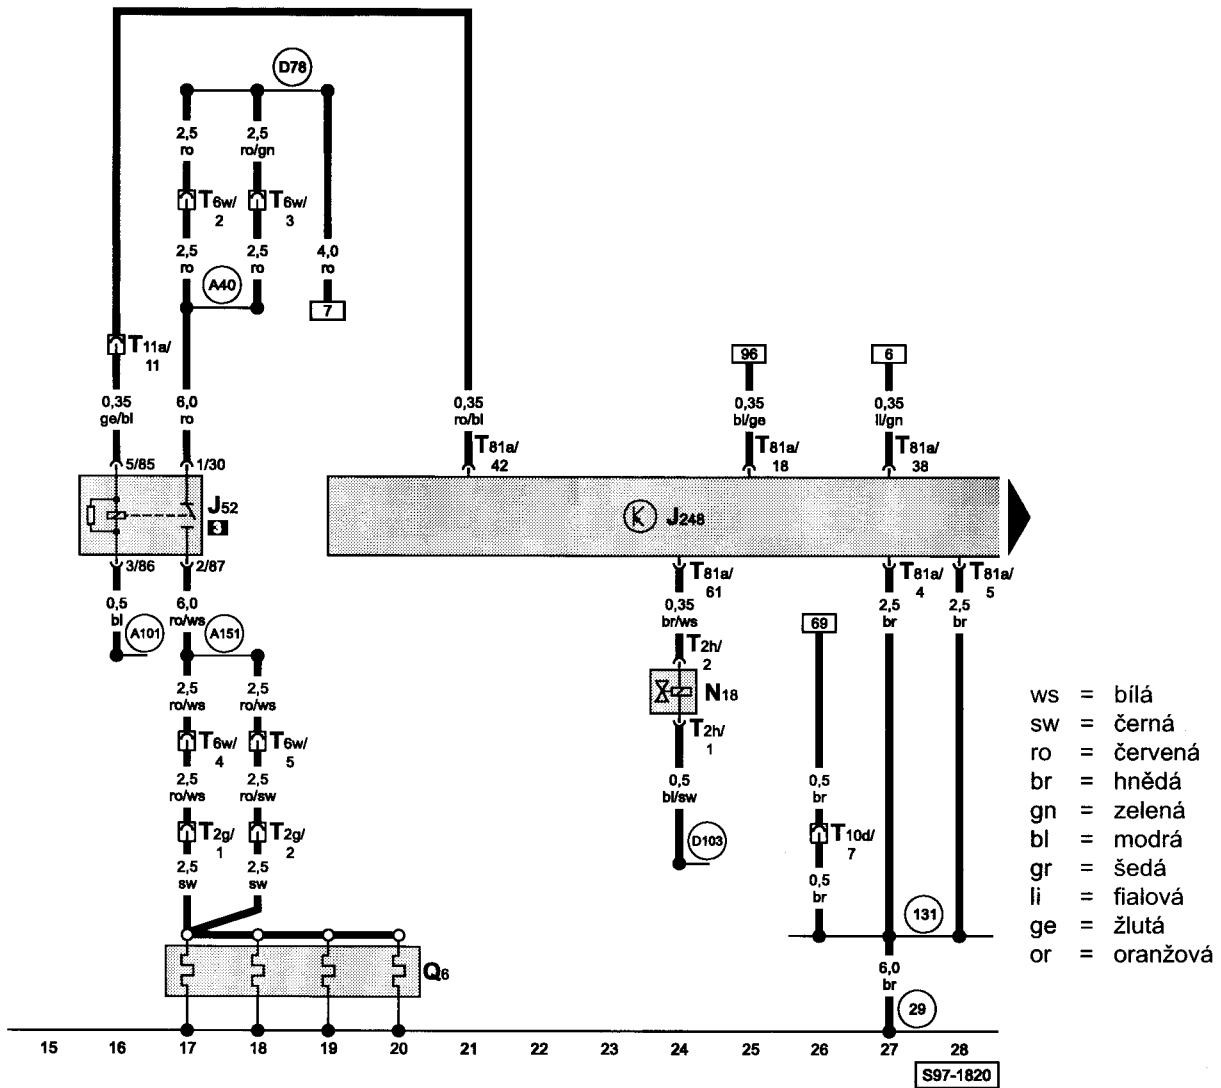 D78
2,5 2,5
ro ro/gn
T6w/ T6w/
2 3
2,5 2,5 4,0
ro ro ro
A40
7
T11a/
11
96 6
0,35 6,0 0,35 0,35 0,35
ge/bl ro ro/bl bl/ge li/gn
T81a/ T81a/ T81a/
42 18 38
5/85 1/30
J52
3
K J248
3/86 2/87
T81a/ T81a/ T81a/
61 4 5
0,5 6,0 0,35 2,5 2,5
bl ro/ws br/ws br br
A101 A151
69
T2h/
2
N18
2,5 2,5
ro/ws ro/ws
T2h/
1
T6w/ T6w/
4 5
2,5 2,5 0,5 0,5
ro/ws ro/sw bl/sw br
T2g/ T2g/
1 2
D103
T10d/
7
2,5 2,5 0,5
sw sw br
131
Q6
6,0
br
29
15 16 17 18 19 20 21 22 23 24 25 26 27 28
S97-1820
ws = bílá
sw = černá
ro = červená
br = hnědá
gn = zelená
bl = modrá
gr = šedá
li = fialová
ge = žlutá
or = oranžová